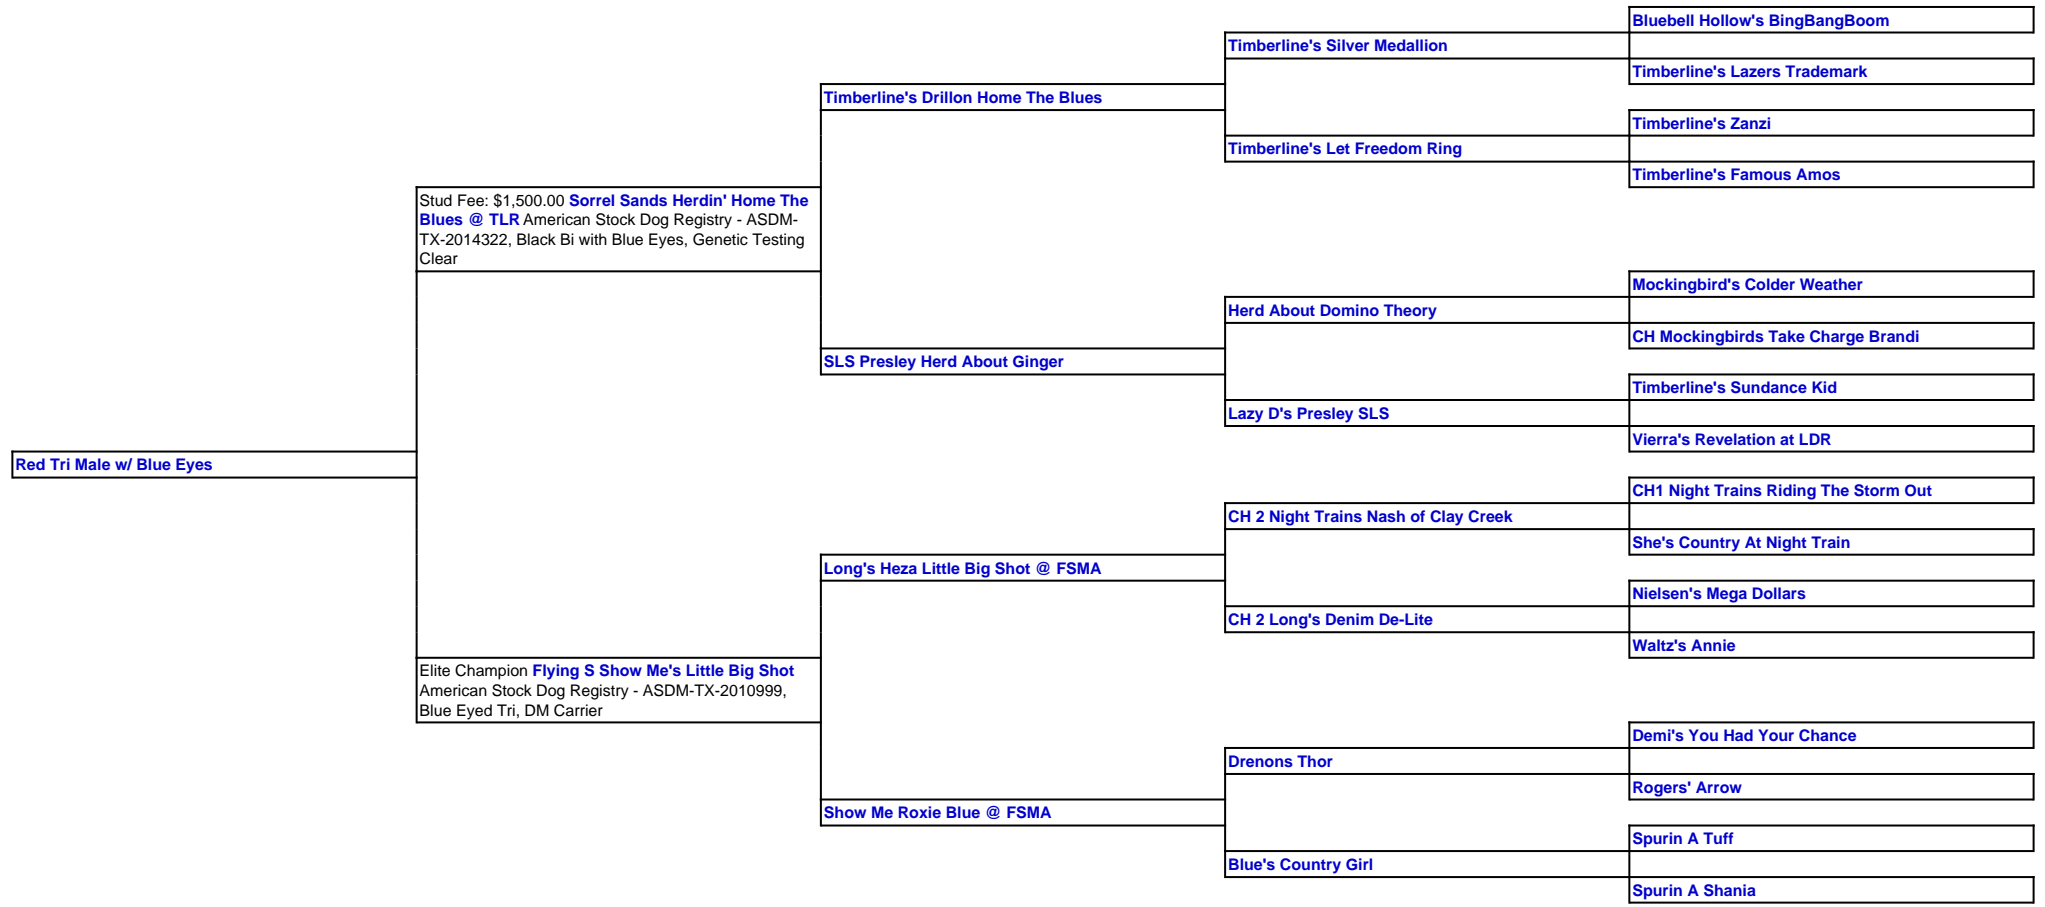 Bluebell Hollow's BingBangBoom
Timberline's Silver Medallion
Timberline's Lazers Trademark
Timberline's Drillon Home The Blues
Timberline's Zanzi
Timberline's Let Freedom Ring
Timberline's Famous Amos
Stud Fee: $1,500.00 Sorrel Sands Herdin' Home The
Blues @ TLR American Stock Dog Registry - ASDM-
TX-2014322, Black Bi with Blue Eyes, Genetic Testing
Clear
Mockingbird's Colder Weather
Herd About Domino Theory
CH Mockingbirds Take Charge Brandi
SLS Presley Herd About Ginger
Timberline's Sundance Kid
Lazy D's Presley SLS
Vierra's Revelation at LDR
Red Tri Male w/ Blue Eyes
CH1 Night Trains Riding The Storm Out
CH 2 Night Trains Nash of Clay Creek
She's Country At Night Train
Long's Heza Little Big Shot @ FSMA
Nielsen's Mega Dollars
CH 2 Long's Denim De-Lite
Waltz's Annie
Elite Champion Flying S Show Me's Little Big Shot
American Stock Dog Registry - ASDM-TX-2010999,
Blue Eyed Tri, DM Carrier
Demi's You Had Your Chance
Drenons Thor
Rogers' Arrow
Show Me Roxie Blue @ FSMA
Spurin A Tuff
Blue's Country Girl
Spurin A Shania